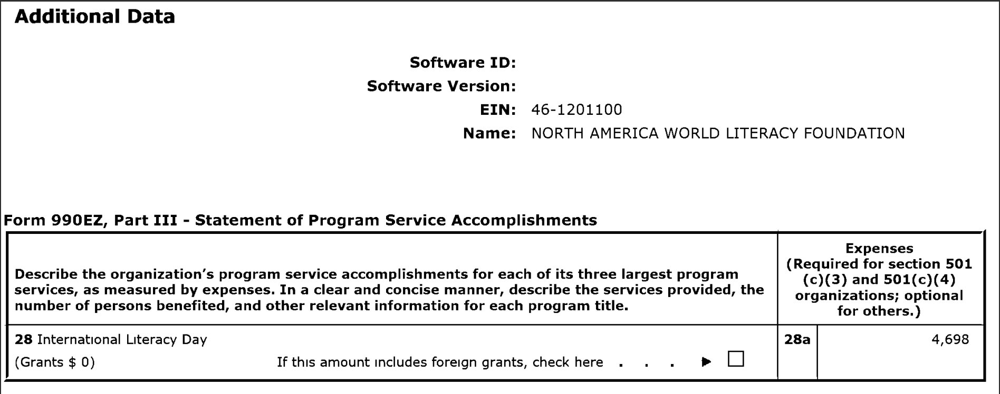 Additional Data
Software ID:
Software Version:
EIN: 46-1201100
Name: NORTH AMERICA WORLD LITERACY FOUNDATION
Form 990EZ, Part III - Statement of Program Service Accomplishments
Describe the organization’s program service accomplishments for each of its three largest program
services, as measured by expenses. In a clear and concise manner, describe the services provided, the
number of persons benefited, and other relevant information for each program title.
Expenses
(Required for section 501
(c)(3) and 501(c)(4)
organizations; optional
for others.)
28 International Literacy Day
28a 4,698
(Grants $ 0) If this amount includes foreign grants, check here . . . ► ☐